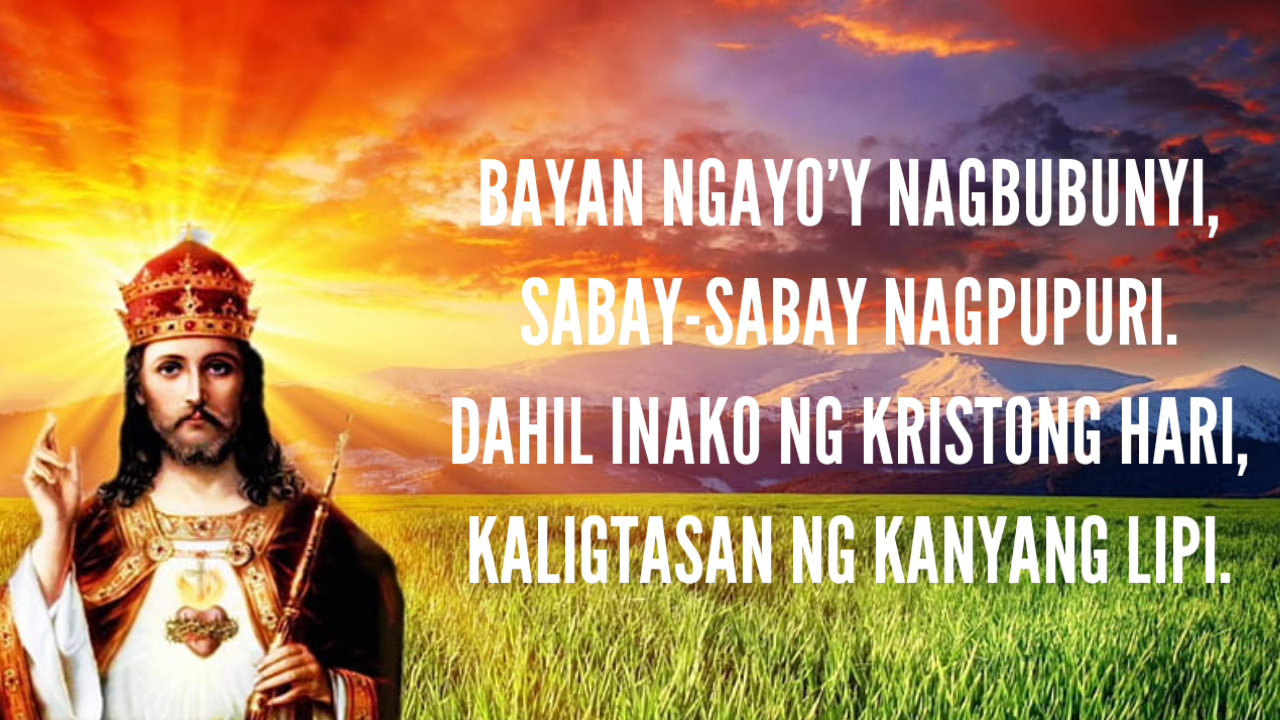 BAYAN NGAYO’Y NAGBUBUNYI,
SABAY-SABAY NAGPUPURI.
DAHIL INAKO NG KRISTONG HARI,
KALIGTASAN NG KANYANG LIPI.